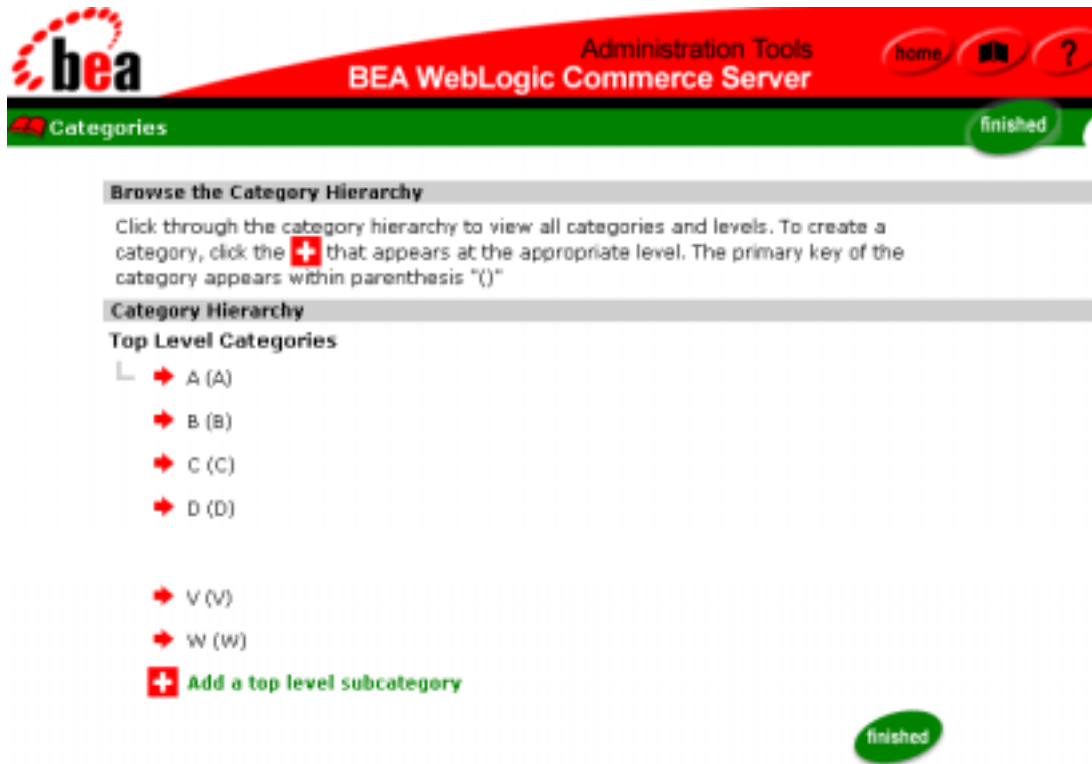 bea
Administration Tools
BEA WebLogic Commerce Server
home
?
Categories
finished
Browse the Category Hierarchy
Click through the category hierarchy to view all categories and levels. To create a
category, click the + that appears at the appropriate level. The primary key of the
category appears within parenthesis "()"
Category Hierarchy
Top Level Categories
A (A)
B (B)
C (C)
D (D)
V (V)
W (W)
+ Add a top level subcategory
finished